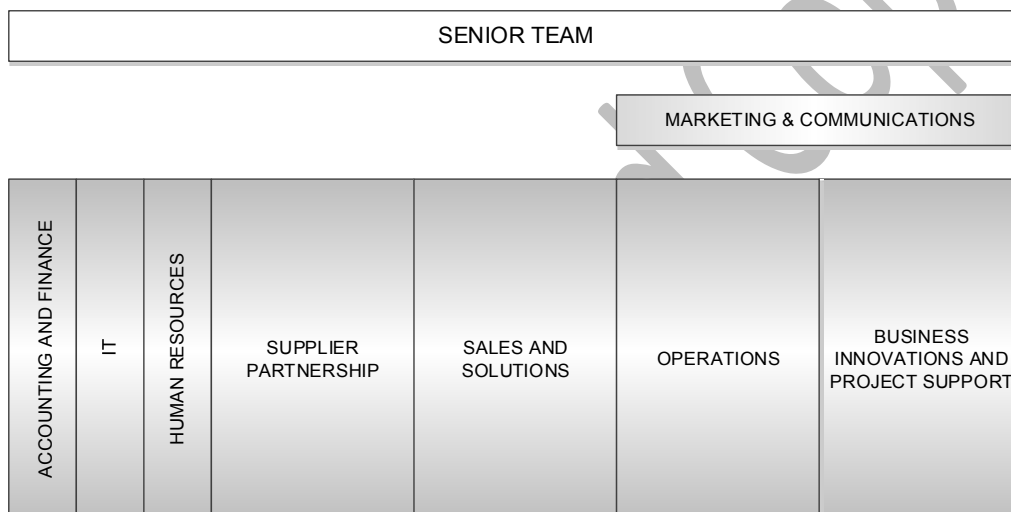 SENIOR TEAM
MARKETING & COMMUNICATIONS
ACCOUNTING AND FINANCE
IT
HUMAN RESOURCES
SUPPLIER
PARTNERSHIP
SALES AND
SOLUTIONS
OPERATIONS
BUSINESS
INNOVATIONS AND
PROJECT SUPPORT